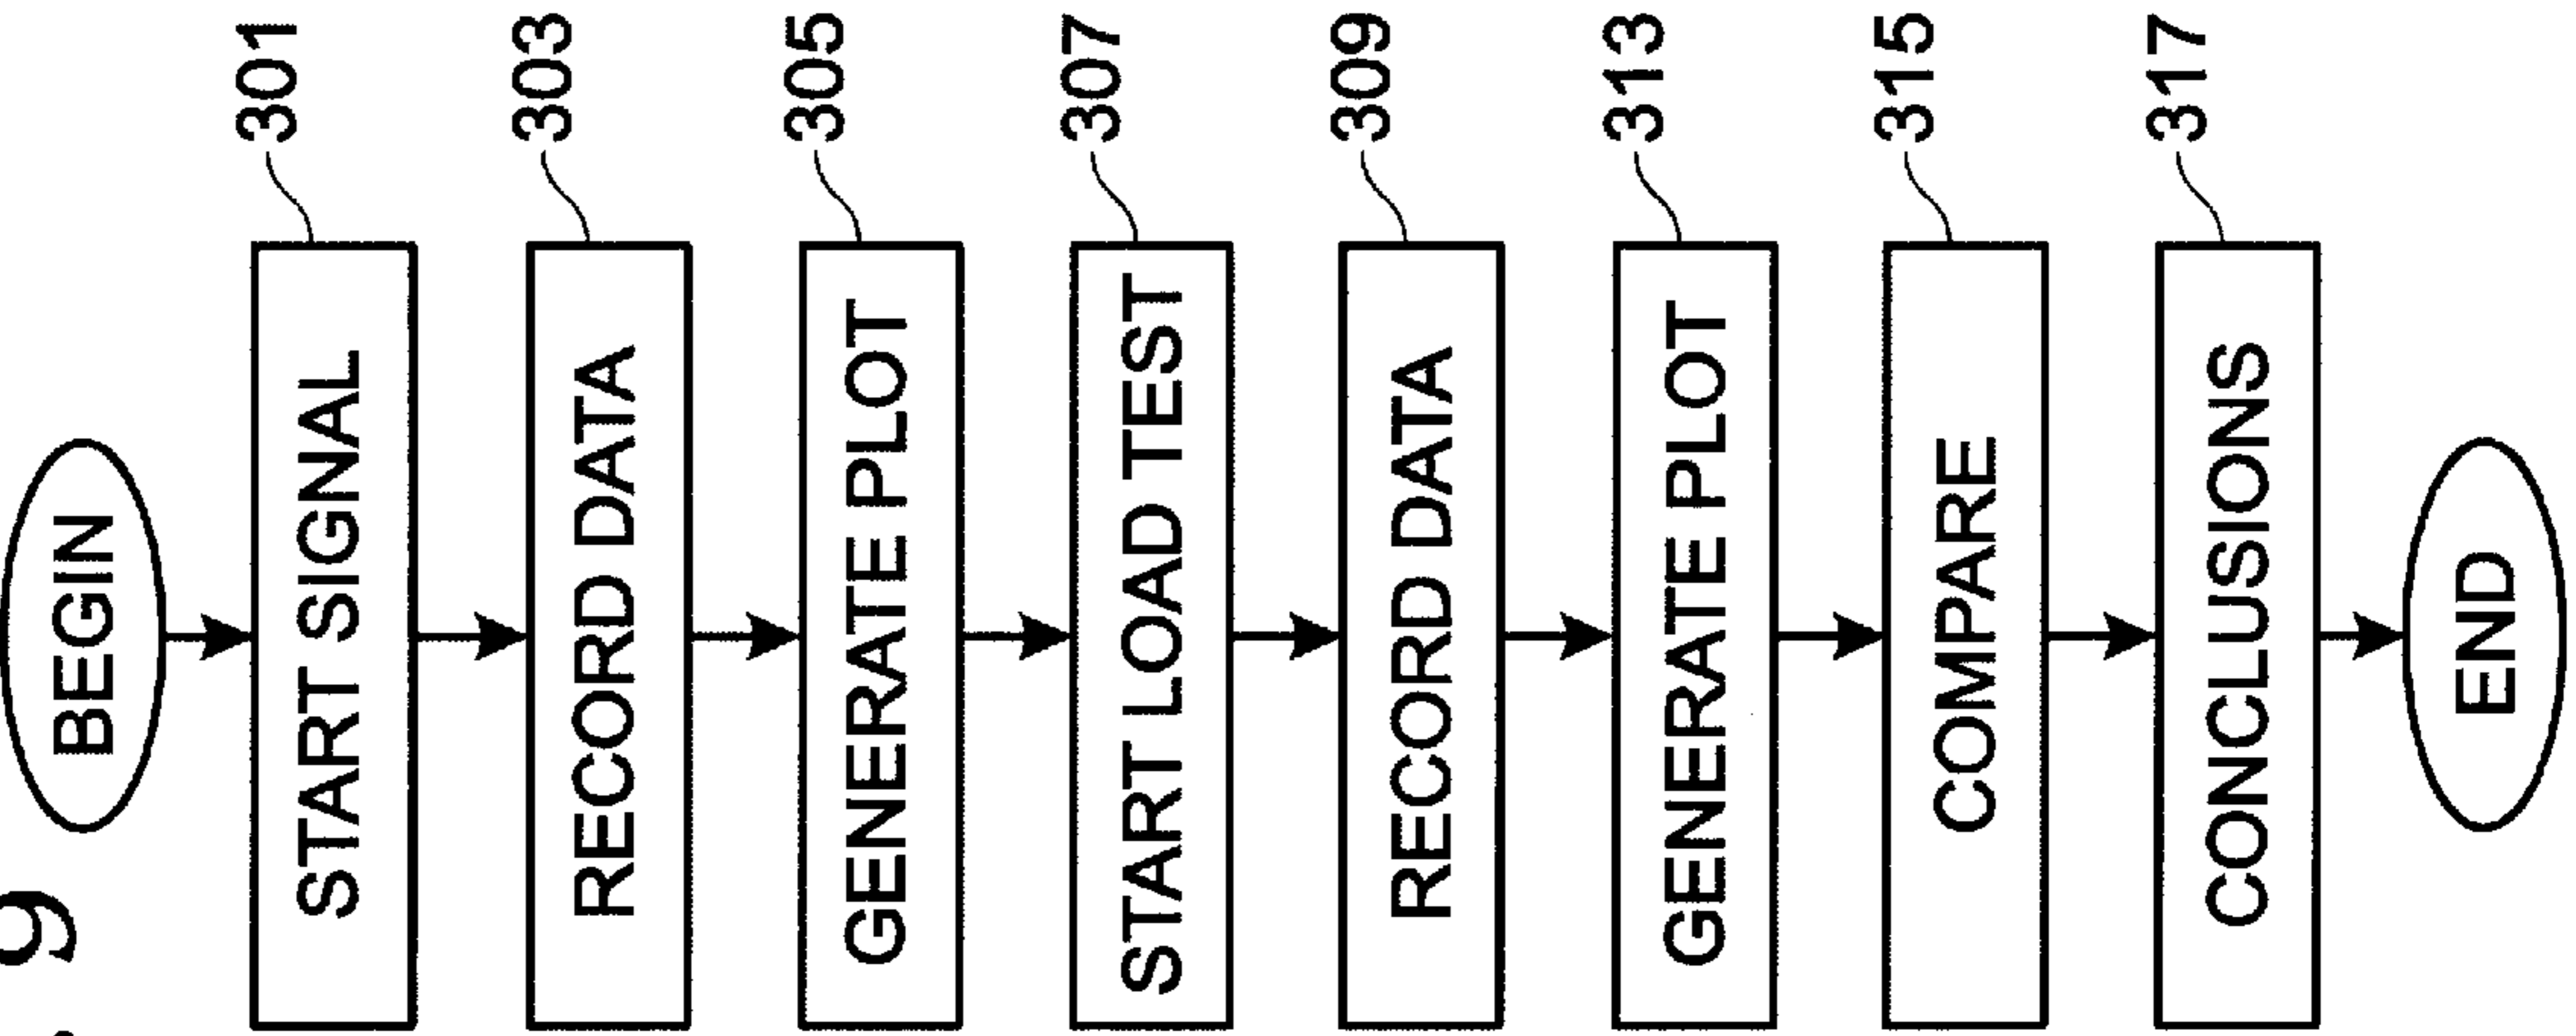 9
BEGIN
START SIGNAL 301
RECORD DATA 303
GENERATE PLOT 305
START LOAD TEST 307
RECORD DATA 309
GENERATE PLOT 313
COMPARE 315
CONCLUSIONS 317
END